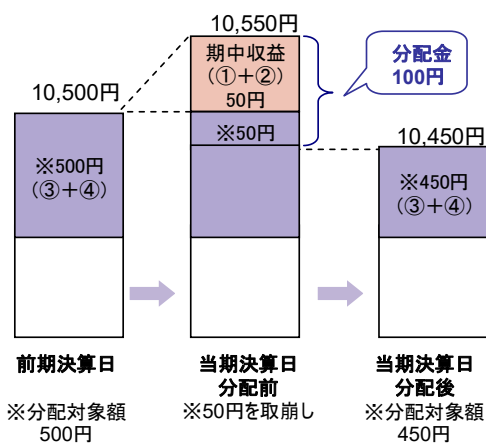 10,550円
期中収益
(①+②)
50円
分配金
100円
10,500円
※50円
10,450円
※500円
(③+④)
※450円
(③+④)
前期決算日
当期決算日
分配前
当期決算日
分配後
※分配対象額
500円
※50円を取崩し
※分配対象額
450円